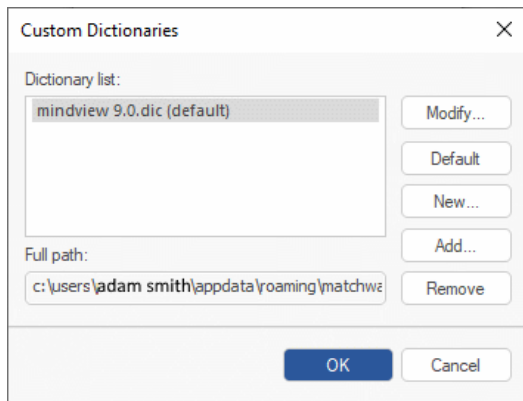 Custom Dictionaries
Dictionary list:
mindview 9.0.dic (default)
Modify...
Default
New...
Add...
Full path:
c:\users\adam smith\appdata\roaming\matchwa
Remove
OK
Cancel